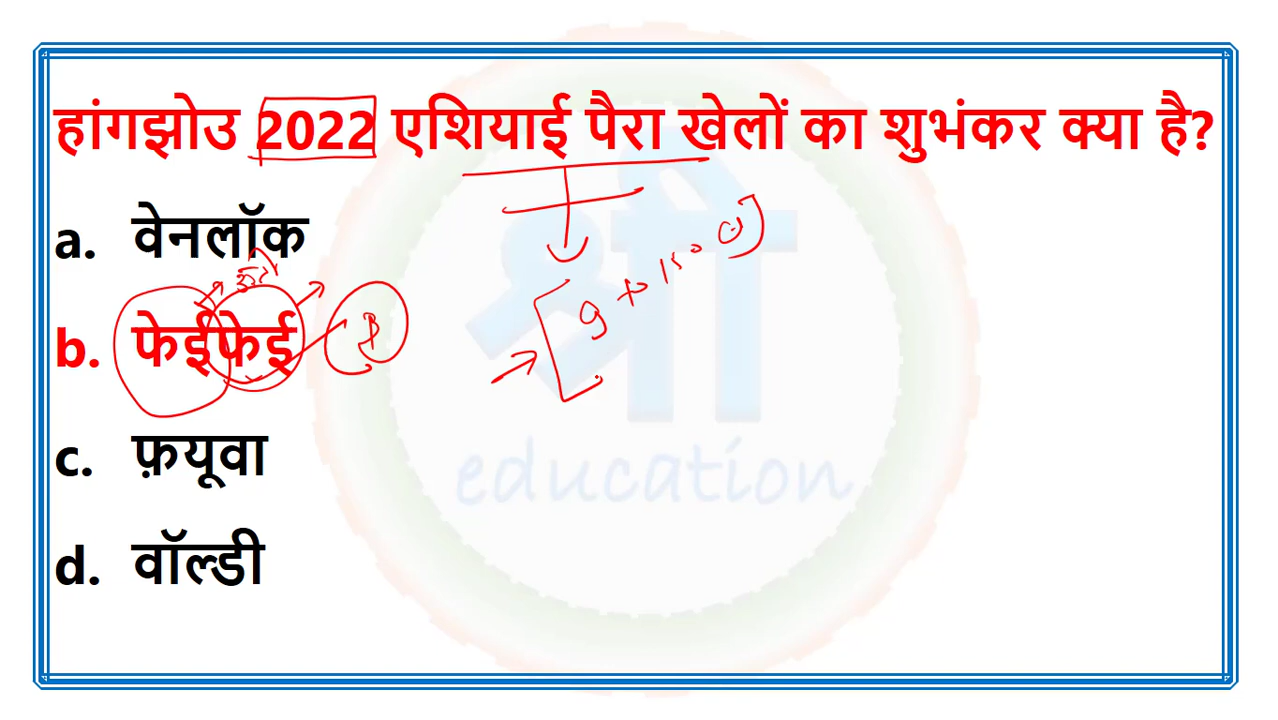 हांगझोउ 2022 एशियाई पैरा खेलों का शुभंकर क्या है?
a. वेनलॉक
b. फेईफेई
c. फ़यूवा
d. वॉल्डी
श्री
education